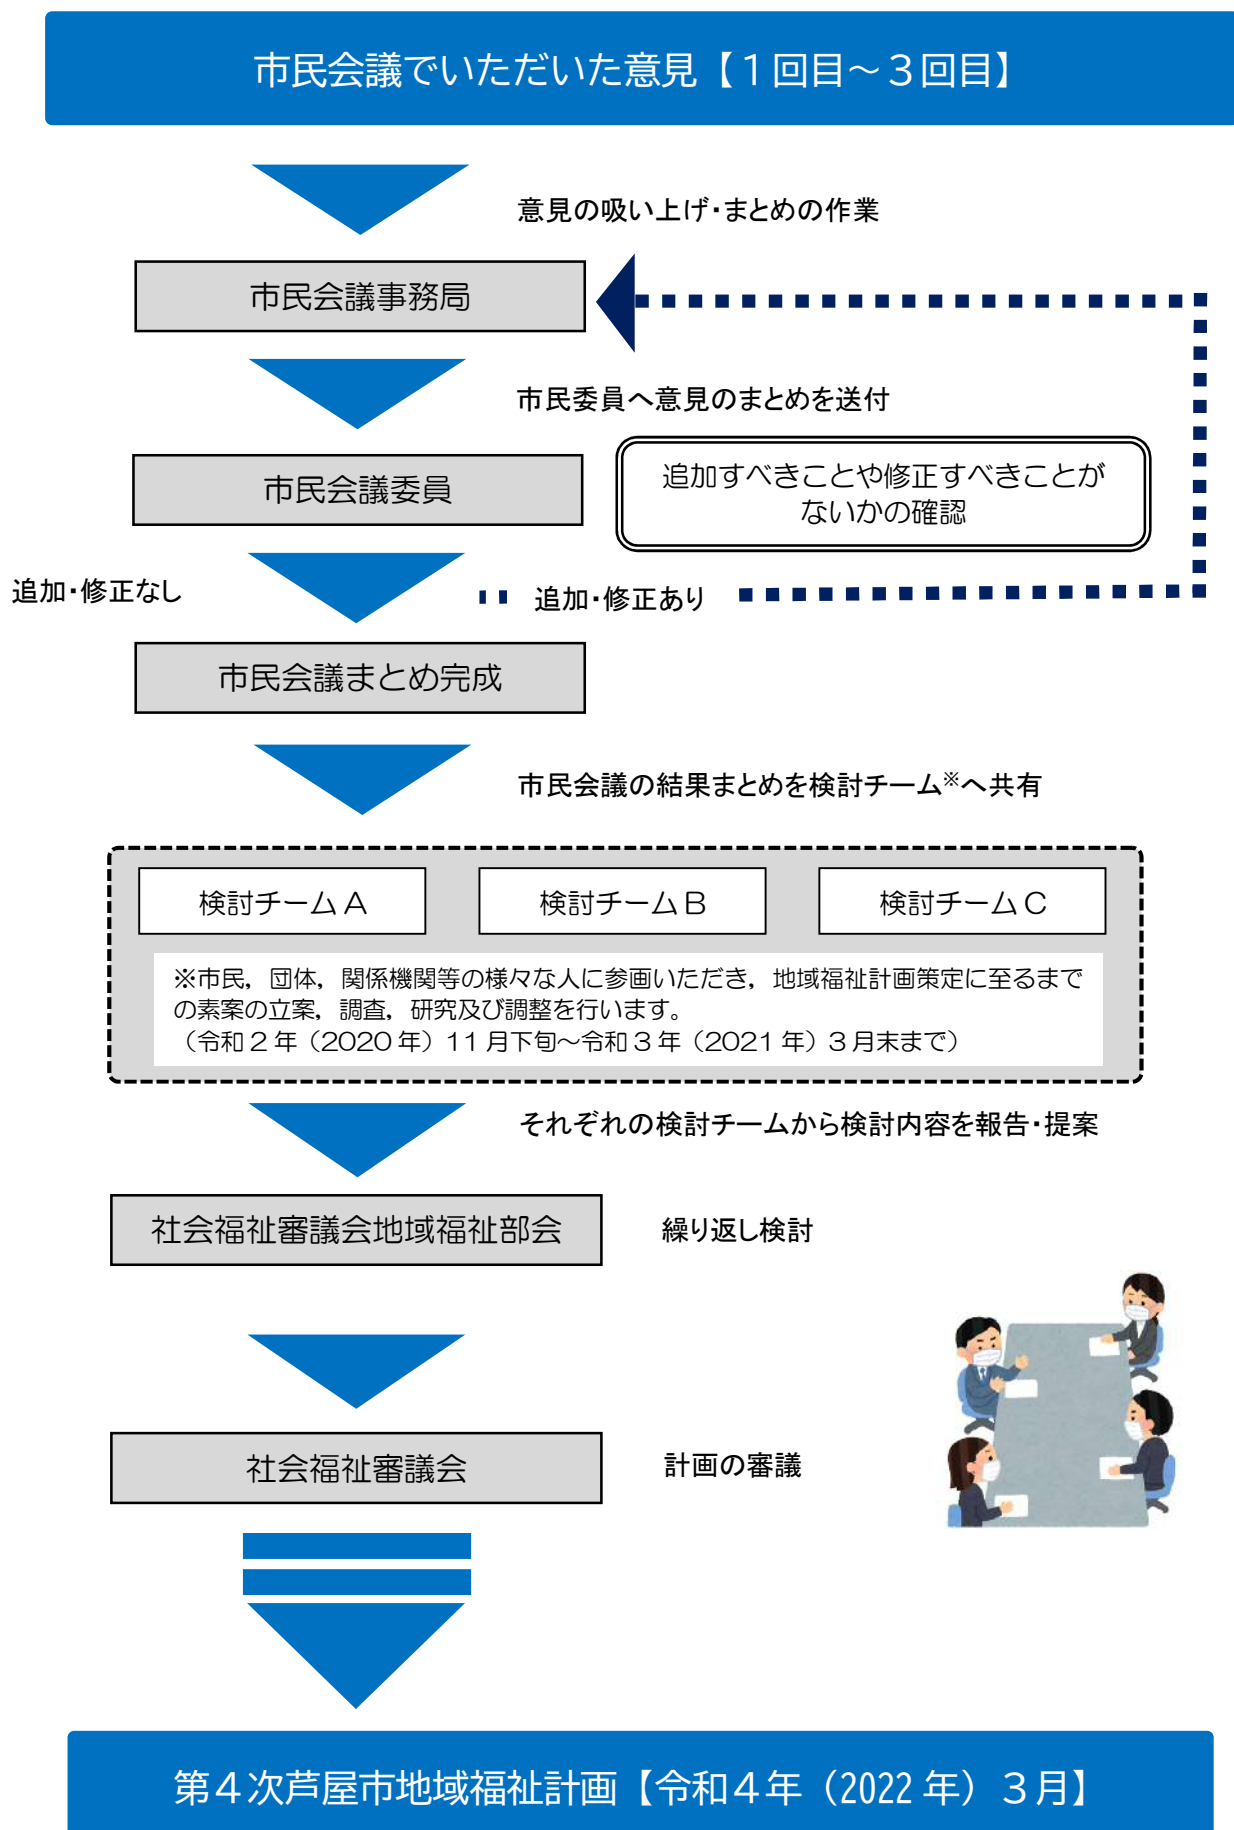 市民会議でいただいた意見【１回目～３回目】
意見の吸い上げ・まとめの作業
市民会議事務局
市民委員へ意見のまとめを送付
市民会議委員
追加すべきことや修正すべきことが
ないかの確認
追加・修正なし
追加・修正あり
市民会議まとめ完成
市民会議の結果まとめを検討チーム※へ共有
検討チームＡ
検討チームＢ
検討チームＣ
※市民，団体，関係機関等の様々な人に参画いただき，地域福祉計画策定に至るまで
の素案の立案，調査，研究及び調整を行います。
（令和２年（2020 年）11 月下旬～令和３年（2021 年）３月末まで）
それぞれの検討チームから検討内容を報告・提案
社会福祉審議会地域福祉部会
繰り返し検討
社会福祉審議会
計画の審議
第４次芦屋市地域福祉計画【令和４年（2022 年）３月】